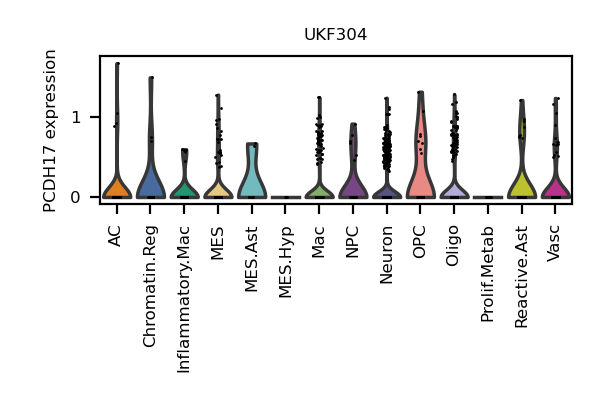 UKF304
PCDH17 expression
1
0
AC
Chromatin.Reg
Inflammatory.Mac
MES
MES.Ast
MES.Hyp
Mac
NPC
Neuron
OPC
Oligo
Prolif.Metab
Reactive.Ast
Vasc